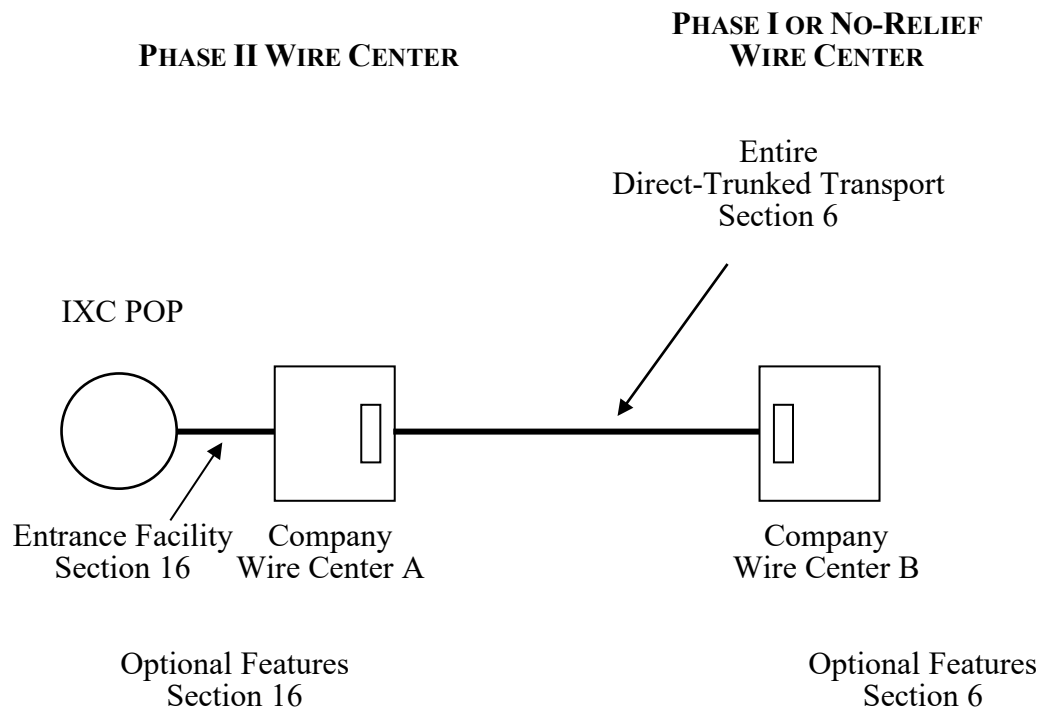 PHASE II WIRE CENTER
PHASE I OR NO-RELIEF
WIRE CENTER
Entire
Direct-Trunked Transport
Section 6
IXC POP
Entrance Facility
Section 16
Company
Wire Center A
Company
Wire Center B
Optional Features
Section 16
Optional Features
Section 6